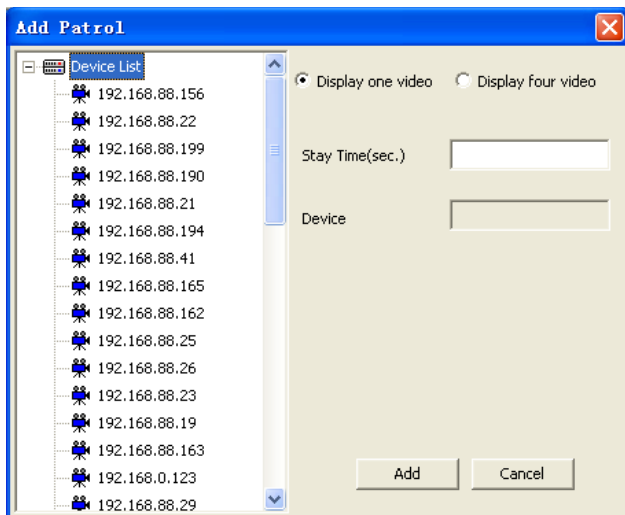 Add Patrol
Device List
192.168.88.156
192.168.88.22
192.168.88.199
192.168.88.190
192.168.88.21
192.168.88.194
192.168.88.41
192.168.88.165
192.168.88.162
192.168.88.25
192.168.88.26
192.168.88.23
192.168.88.19
192.168.88.163
192.168.0.123
192.168.88.29
Display one video Display four video
Stay Time(sec.)
Device
Add Cancel